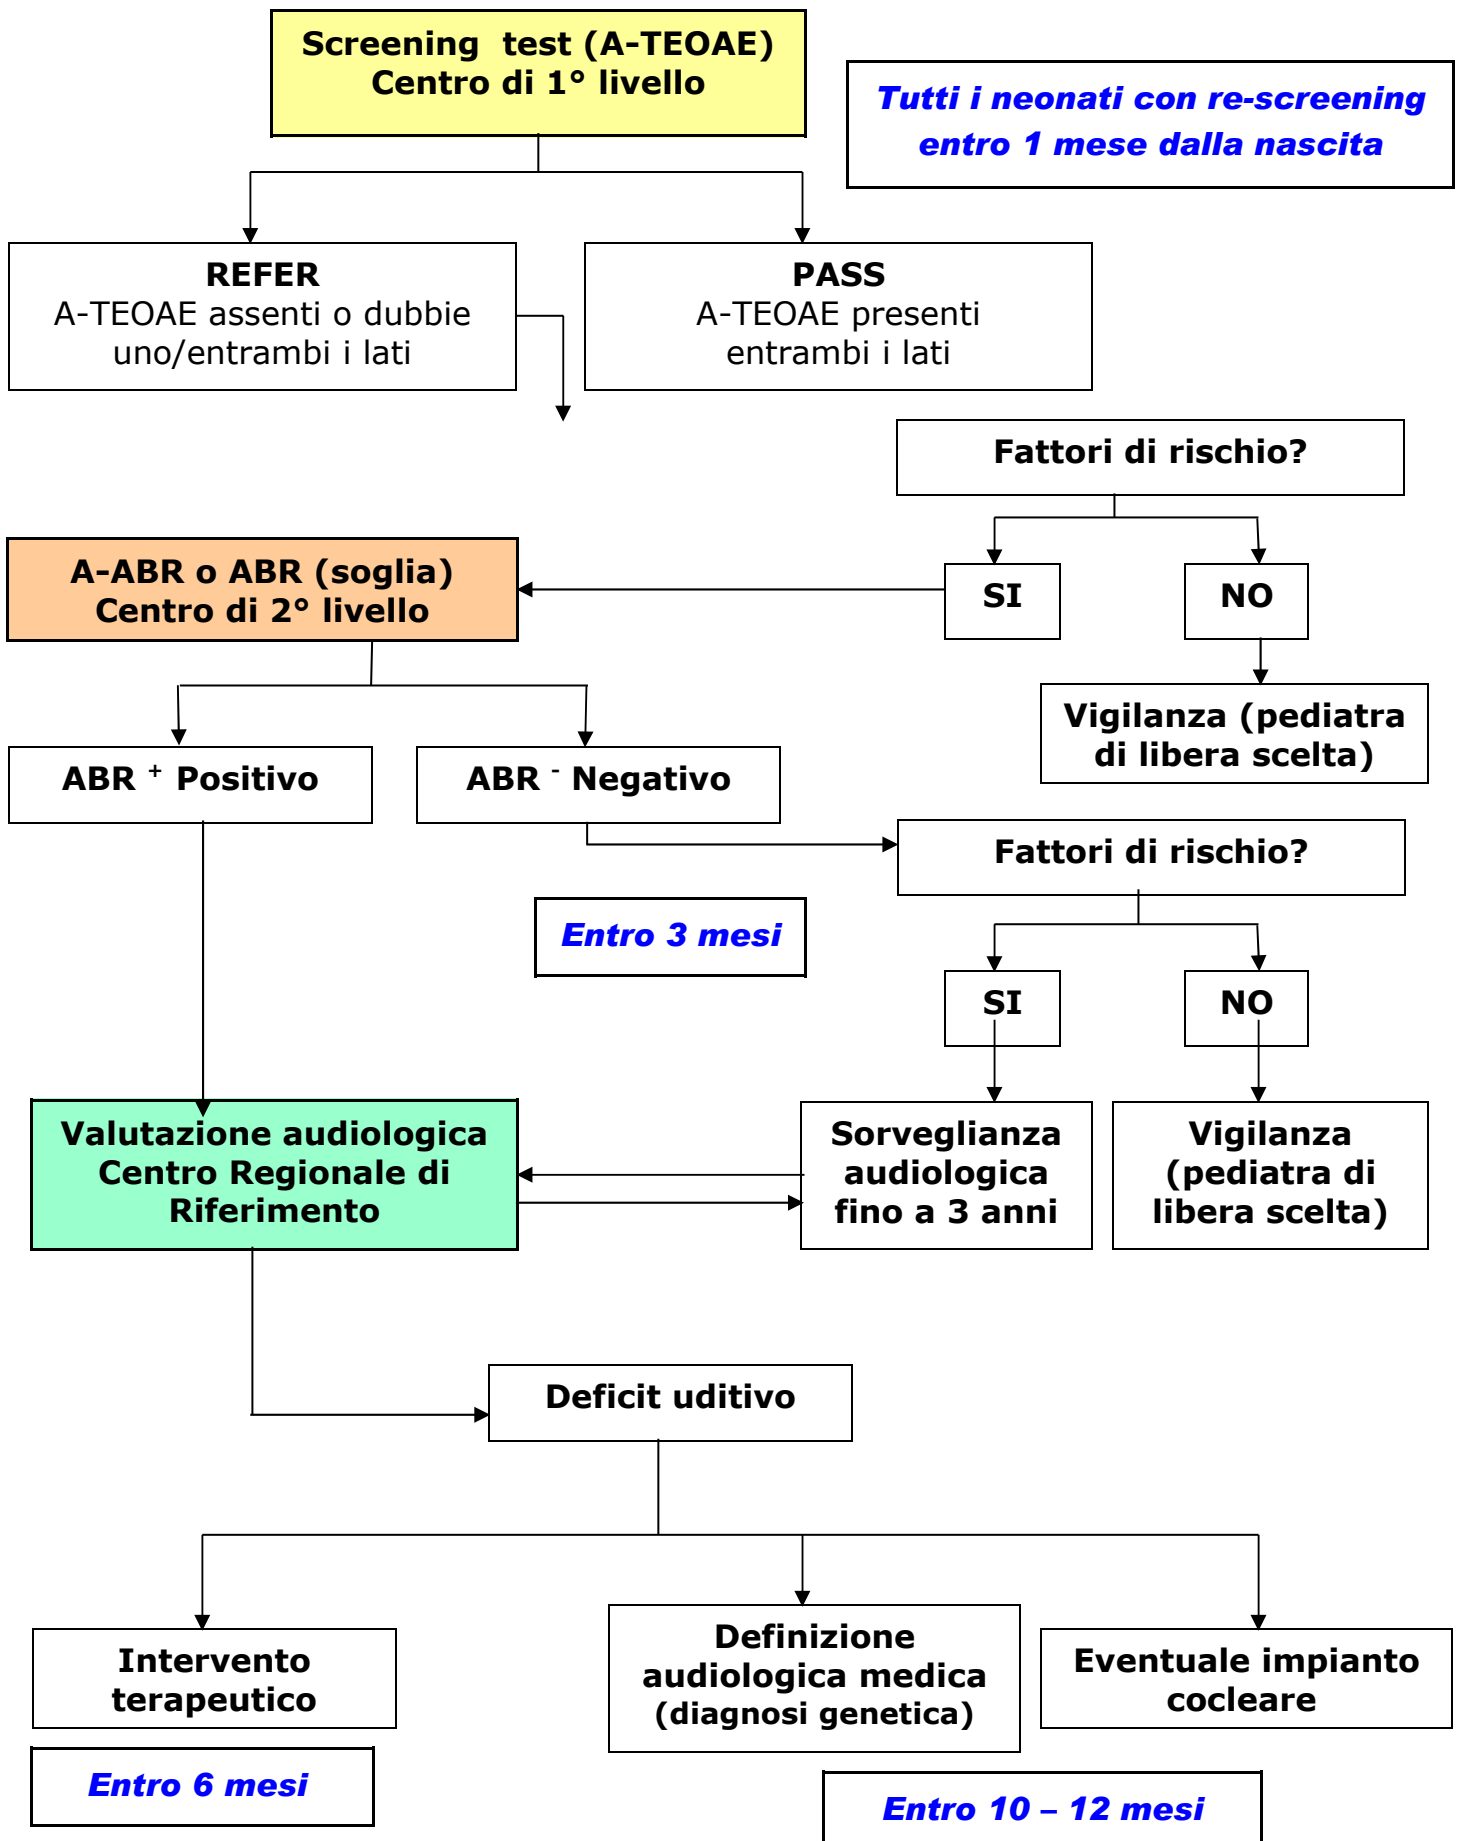 Screening test (A-TEOAE)
Centro di 1° livello
Tutti i neonati con re-screening
entro 1 mese dalla nascita
REFER
A-TEOAE assenti o dubbie
uno/entrambi i lati
PASS
A-TEOAE presenti
entrambi i lati
Fattori di rischio?
A-ABR o ABR (soglia)
Centro di 2° livello
SI
NO
Vigilanza (pediatra
di libera scelta)
ABR + Positivo
ABR - Negativo
Fattori di rischio?
Entro 3 mesi
SI
NO
Valutazione audiologica
Centro Regionale di
Riferimento
Sorveglianza
audiologica
fino a 3 anni
Vigilanza
(pediatra di
libera scelta)
Deficit uditivo
Intervento
terapeutico
Definizione
audiologica medica
(diagnosi genetica)
Eventuale impianto
cocleare
Entro 6 mesi
Entro 10 – 12 mesi